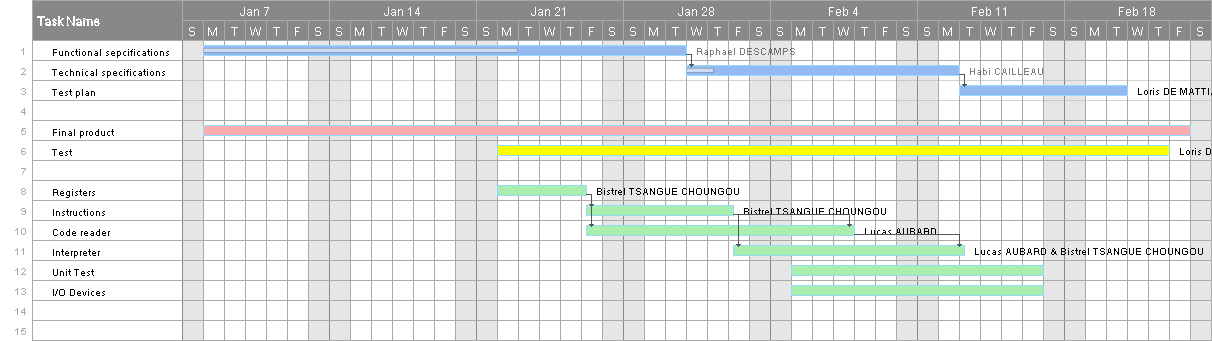 Task Name
Jan 7 Jan 14 Jan 21 Jan 28 Feb 4 Feb 11 Feb 18
S M T W T F S S M T W T F S S M T W T F S S M T W T F S S M T W T F S S M T W T F S S M T W T F S
1 Functional sepcifications Raphael DESCAMPS
2 Technical specifications Habi CAILLEAU
3 Test plan Loris DE MATTI
4
5 Final product
6 Test Loris D
7
8 Registers Bistrel TSANGUE CHOUNGOU
9 Instructions Bistrel TSANGUE CHOUNGOU
10 Code reader Lucas AUBARD
11 Interpreter Lucas AUBARD & Bistrel TSANGUE CHOUNGOU
12 Unit Test
13 I/O Devices
14
15